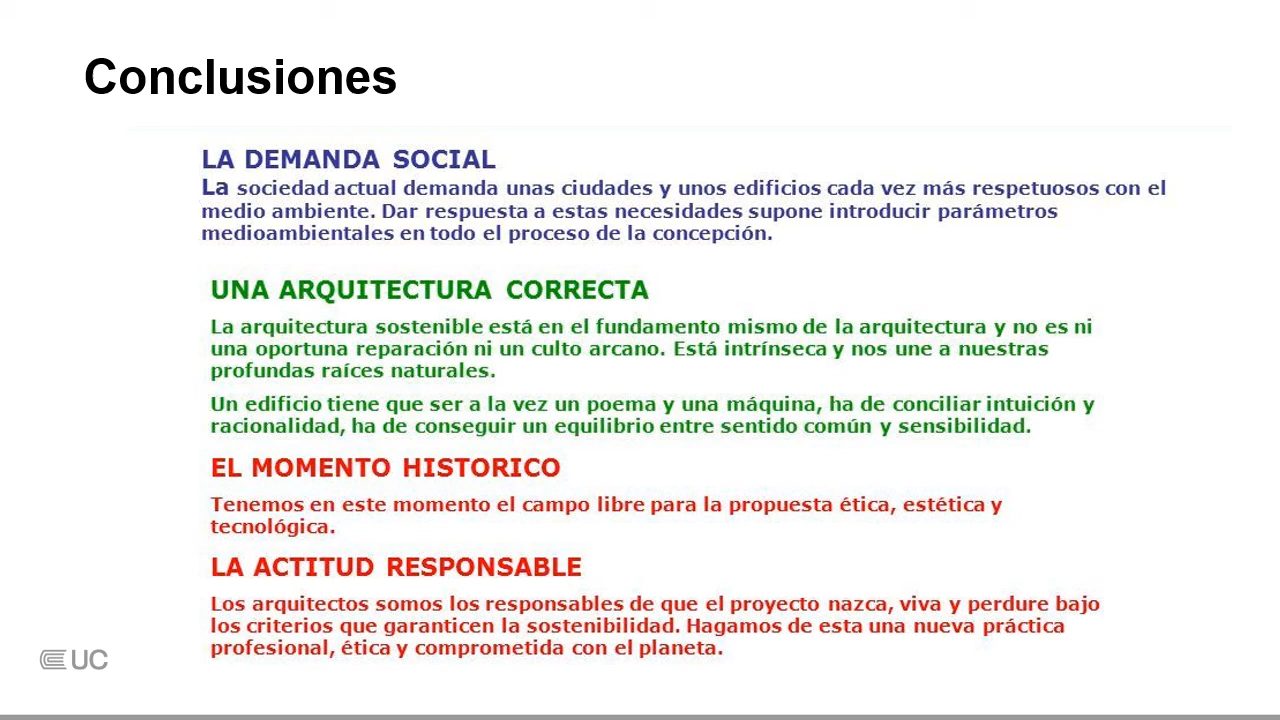 Conclusiones
LA DEMANDA SOCIAL
La sociedad actual demanda unas ciudades y unos edificios cada vez más respetuosos con el
medio ambiente. Dar respuesta a estas necesidades supone introducir parámetros
medioambientales en todo el proceso de la concepción.
UNA ARQUITECTURA CORRECTA
La arquitectura sostenible está en el fundamento mismo de la arquitectura y no es ni
una oportuna reparación ni un culto arcano. Está intrínseca y nos une a nuestras
profundas raíces naturales.
Un edificio tiene que ser a la vez un poema y una máquina, ha de conciliar intuición y
racionalidad, ha de conseguir un equilibrio entre sentido común y sensibilidad.
EL MOMENTO HISTORICO
Tenemos en este momento el campo libre para la propuesta ética, estética y
tecnológica.
LA ACTITUD RESPONSABLE
Los arquitectos somos los responsables de que el proyecto nazca, viva y perdure bajo
los criterios que garanticen la sostenibilidad. Hagamos de esta una nueva práctica
profesional, ética y comprometida con el planeta.
UC